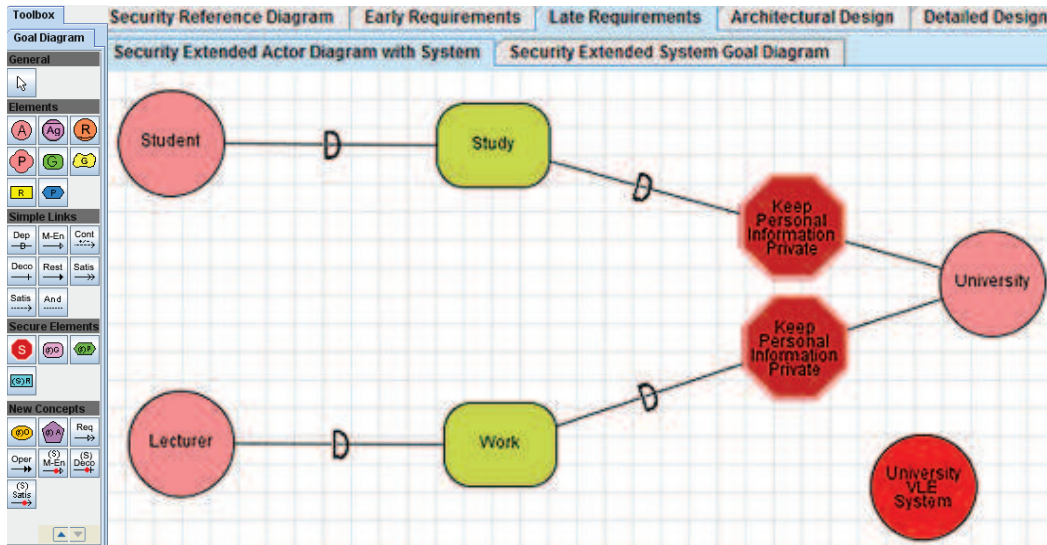 Toolbox
Goal Diagram
General
Elements
A Ag R
P G G
R P
Simple Links
Dep M-En Cont
Deco Rest Satis
Satis And
Secure Elements
S (S)G (S)P
(S)R
New Concepts
(S)O (S)A Req
Oper (S) M-En (S) Deco
(S) Satis
Security Reference Diagram Early Requirements Late Requirements Architectural Design Detailed Design
Security Extended Actor Diagram with System Security Extended System Goal Diagram
Student
Study
Keep
Personal
Information
Private
University
Keep
Personal
Information
Private
Lecturer
Work
University
VLE
System